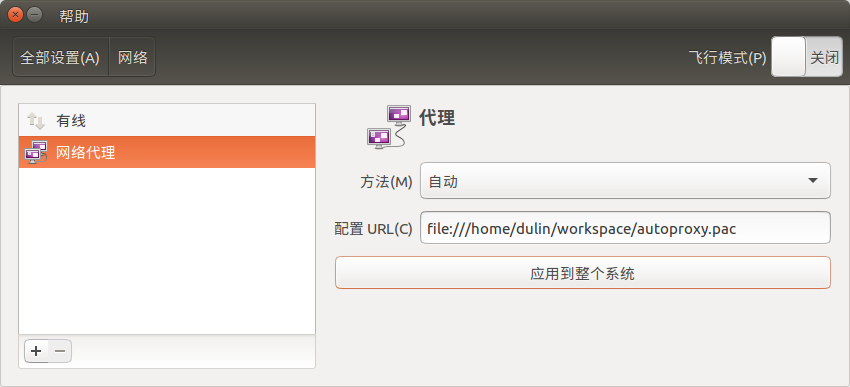 帮助
全部设置(A) 网络
飞行模式(P) 关闭
有线
网络代理
代理
方法(M) 自动
配置 URL(C) file:///home/dulin/workspace/autoproxy.pac
应用到整个系统